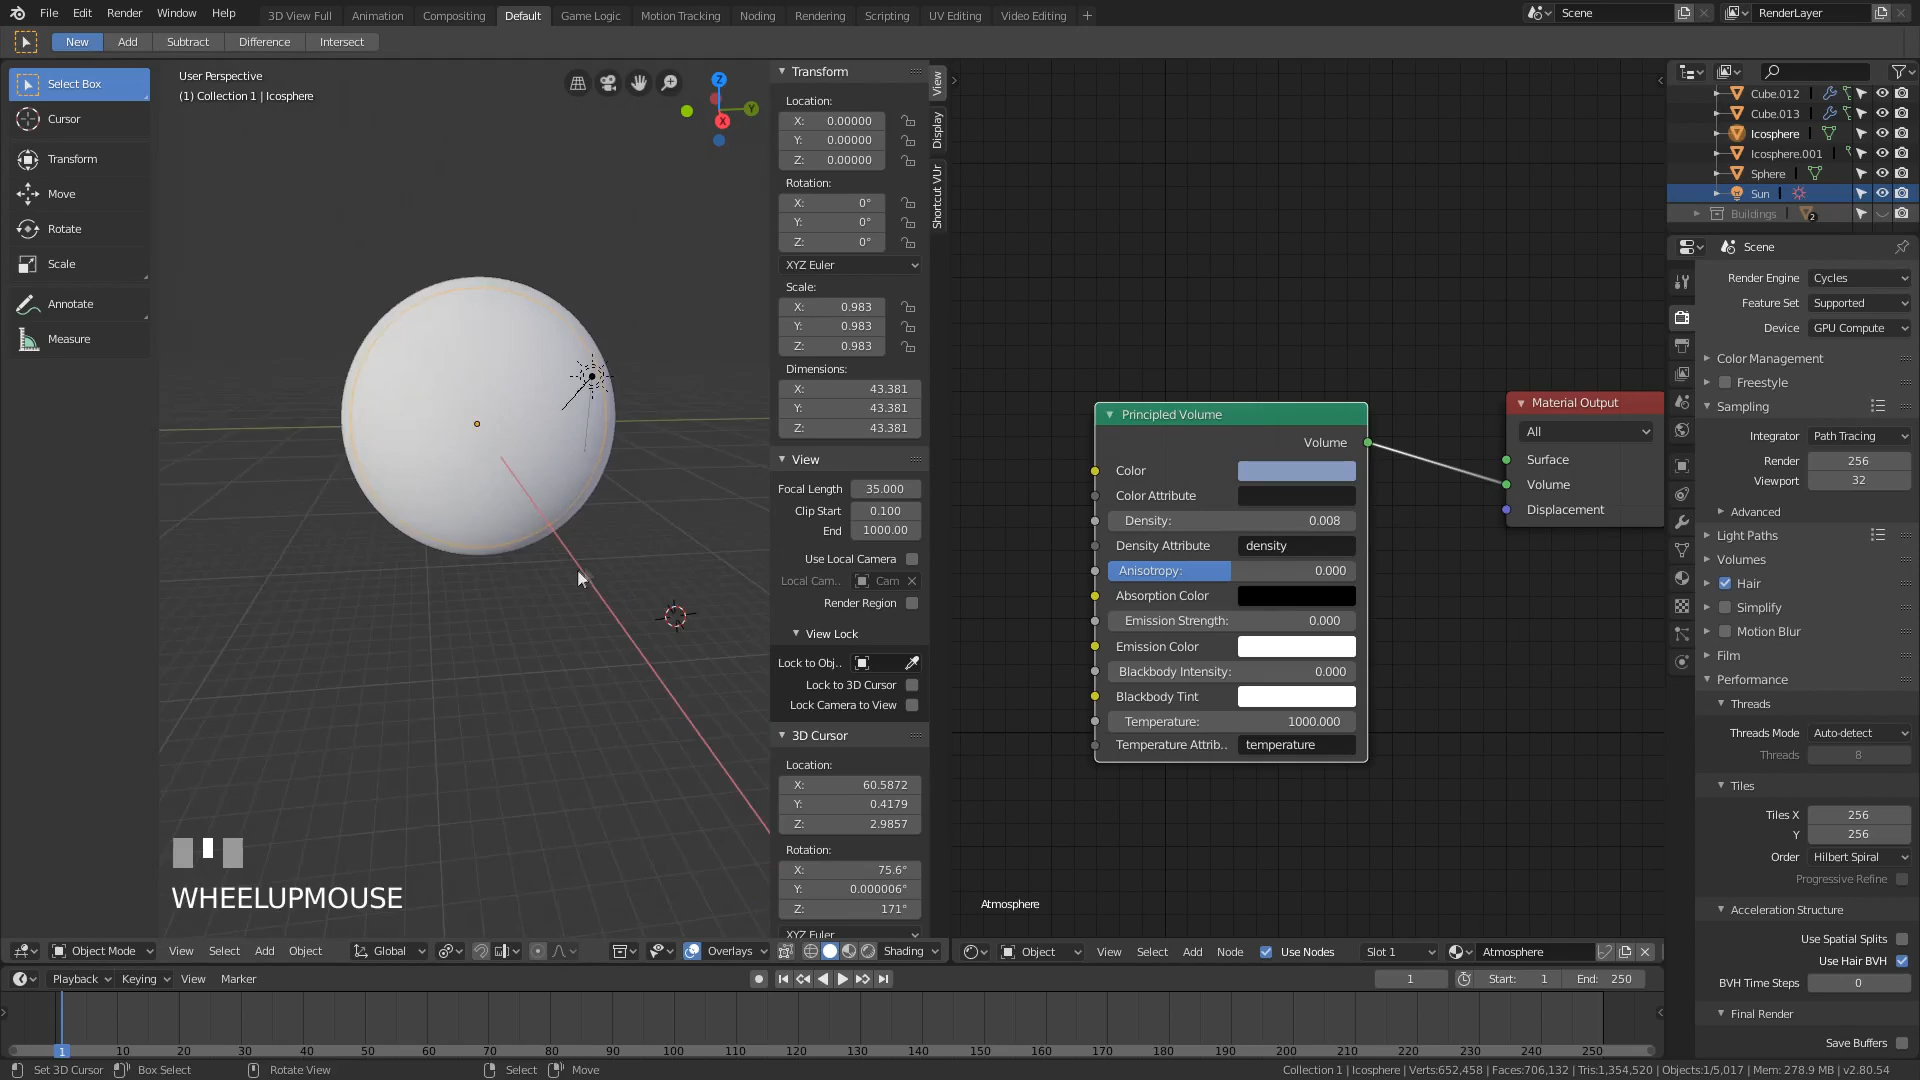 File Edit Render Window Help 3D View Full Animation Compositing Default Game Logic Motion Tracking Noding Rendering Scripting UV Editing Video Editing + Scene RenderLayer
New Add Subtract Difference Intersect
Select Box
Cursor
Transform
Move
Rotate
Scale
Annotate
Measure
User Perspective
(1) Collection 1 | Icosphere
Z
Y
X
WHEELUPMOUSE
Transform
Location:
X: 0.00000
Y: 0.00000
Z: 0.00000
Rotation:
X: 0°
Y: 0°
Z: 0°
XYZ Euler
Scale:
X: 0.983
Y: 0.983
Z: 0.983
Dimensions:
X: 43.381
Y: 43.381
Z: 43.381
View
Focal Length 35.000
Clip Start 0.100
End 1000.00
Use Local Camera
Local Cam.. Cam
Render Region
View Lock
Lock to Obj..
Lock to 3D Cursor
Lock Camera to View
3D Cursor
Location:
X: 60.5872
Y: 0.4179
Z: 2.9857
Rotation:
X: 75.6°
Y: 0.000006°
Z: 171°
XYZ Euler
View
Display
Shortcut VUr
Principled Volume
Volume
Color
Color Attribute
Density: 0.008
Density Attribute density
Anisotropy: 0.000
Absorption Color
Emission Strength: 0.000
Emission Color
Blackbody Intensity: 0.000
Blackbody Tint
Temperature: 1000.000
Temperature Attrib.. temperature
Material Output
All
Surface
Volume
Displacement
Atmosphere
Cube.012
Cube.013
Icosphere
Icosphere.001
Sphere
Sun
Buildings 2
Scene
Render Engine Cycles
Feature Set Supported
Device GPU Compute
Color Management
Freestyle
Sampling
Integrator Path Tracing
Render 256
Viewport 32
Advanced
Light Paths
Volumes
Hair
Simplify
Motion Blur
Film
Performance
Threads
Threads Mode Auto-detect
Threads 8
Tiles
Tiles X 256
Y 256
Order Hilbert Spiral
Progressive Refine
Acceleration Structure
Use Spatial Splits
Use Hair BVH
BVH Time Steps 0
Final Render
Save Buffers
Object Mode View Select Add Object Global Overlays Shading
Object View Select Add Node Use Nodes Slot 1 Atmosphere
Playback Keying View Marker 1 Start: 1 End: 250
1 10 20 30 40 50 60 70 80 90 100 110 120 130 140 150 160 170 180 190 200 210 220 230 240 250
Set 3D Cursor Box Select Rotate View Select Move Collection 1 | Icosphere | Verts:652,458 | Faces:706,132 | Tris:1,354,520 | Objects:1/5,017 | Mem: 278.9 MB | v2.80.54